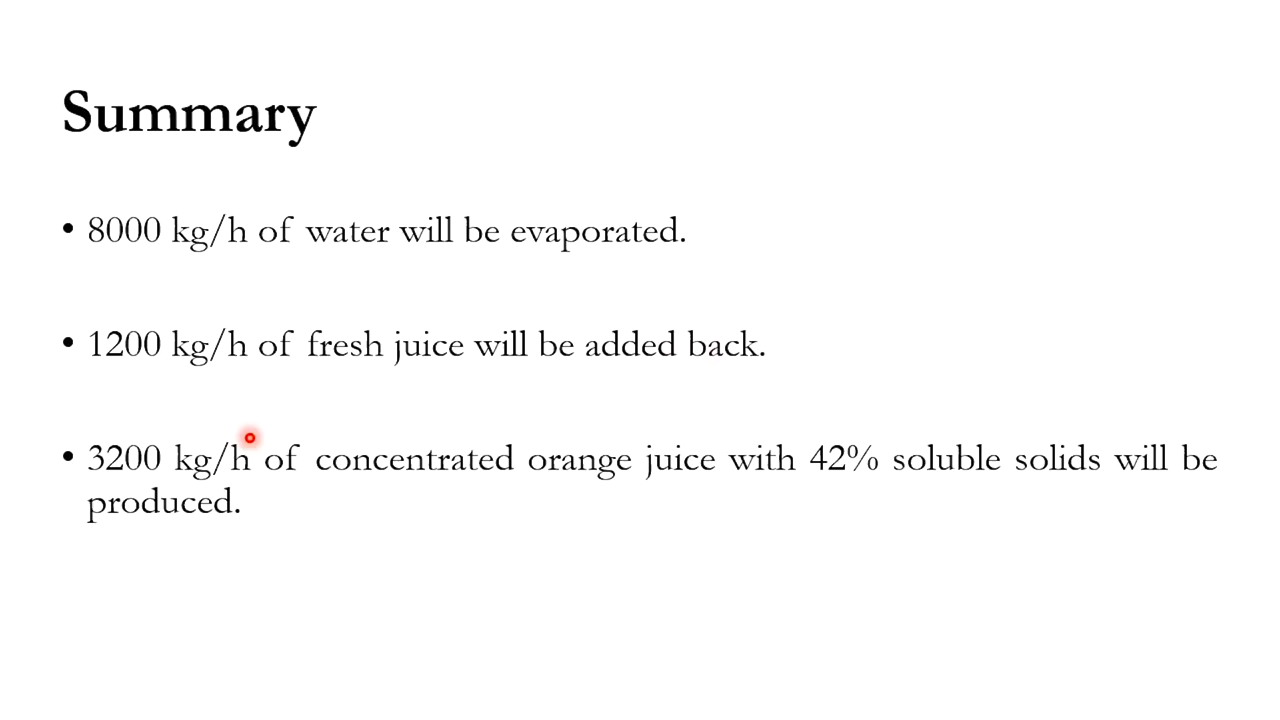 Summary
• 8000 kg/h of water will be evaporated.
• 1200 kg/h of fresh juice will be added back.
• 3200 kg/h of concentrated orange juice with 42% soluble solids will be
produced.